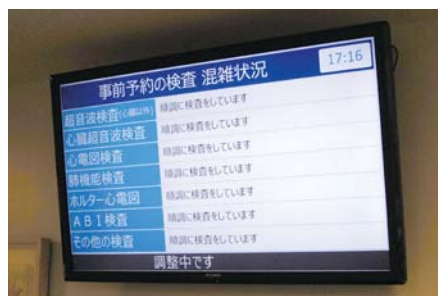 事前予約の検査 混雑状況
17:16
超音波検査(心臓以外) 順調に検査をしています
心臓超音波検査 順調に検査をしています
心電図検査 順調に検査をしています
肺機能検査 順調に検査をしています
ホルター心電図 順調に検査をしています
ABI検査 順調に検査をしています
その他の検査 順調に検査をしています
調整中です